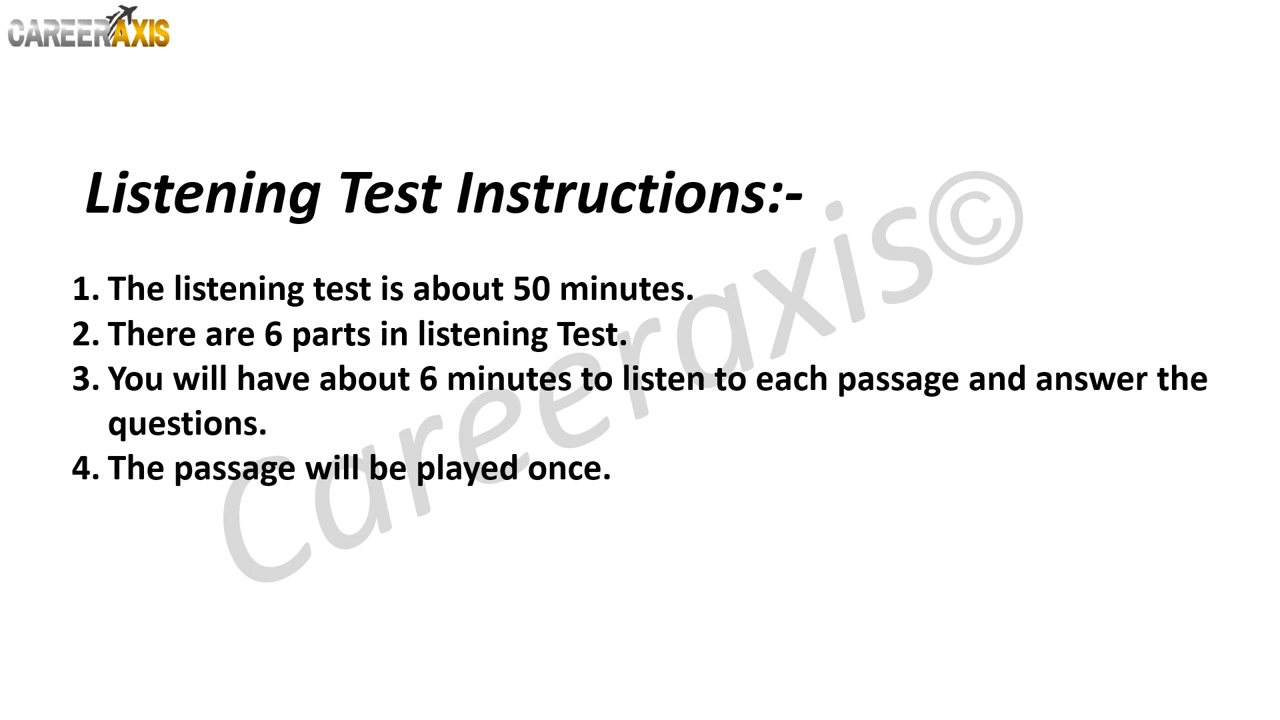 CAREERAXIS
Listening Test Instructions:-
1. The listening test is about 50 minutes.
2. There are 6 parts in listening Test.
3. You will have about 6 minutes to listen to each passage and answer the
questions.
4. The passage will be played once.
Careeraxis©